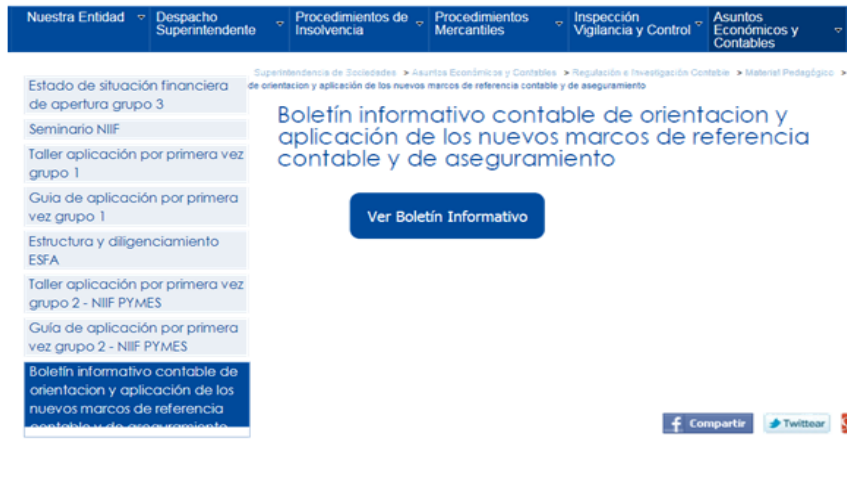 Nuestra Entidad
Despacho
Superintendente
Procedimientos de
Insolvencia
Procedimientos
Mercantiles
Inspección
Vigilancia y Control
Asuntos
Económicos y
Contables
Superintendencia de Sociedades > Asuntos Económicos y Contables > Regulación e Investigación Contable > Material Pedagógico >
de orientacion y aplicación de los nuevos marcos de referencia contable y de aseguramiento
Estado de situación financiera
de apertura grupo 3
Seminario NIIF
Taller aplicación por primera vez
grupo 1
Guia de aplicación por primera
vez grupo 1
Estructura y diligenciamiento
ESFA
Taller aplicación por primera vez
grupo 2 - NIIF PYMES
Guía de aplicación por primera
vez grupo 2 - NIIF PYMES
Boletín informativo contable de
orientacion y aplicación de los
nuevos marcos de referencia
contable y de aseguramiento
Boletín informativo contable de orientacion y
aplicación de los nuevos marcos de referencia
contable y de aseguramiento
Ver Boletín Informativo
f Compartir
Twittear